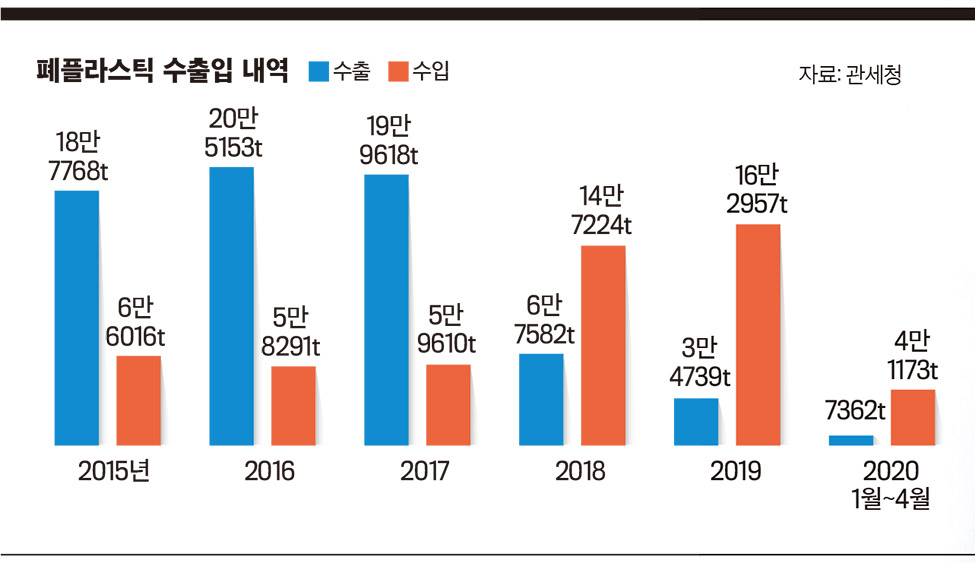 폐플라스틱 수출입 내역 수출 수입
자료: 관세청
18만
7768t
6만
6016t
20만
5153t
5만
8291t
19만
9618t
5만
9610t
6만
7582t
14만
7224t
3만
4739t
16만
2957t
7362t
4만
1173t
2015년 2016 2017 2018 2019 2020
1월~4월